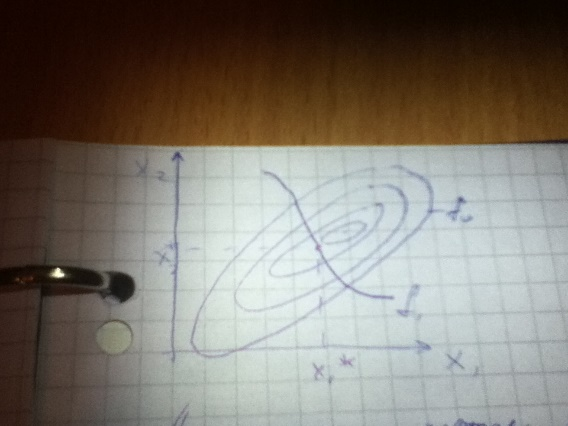 x₂
f₀
x₂*
f₁
x₁*
x₁